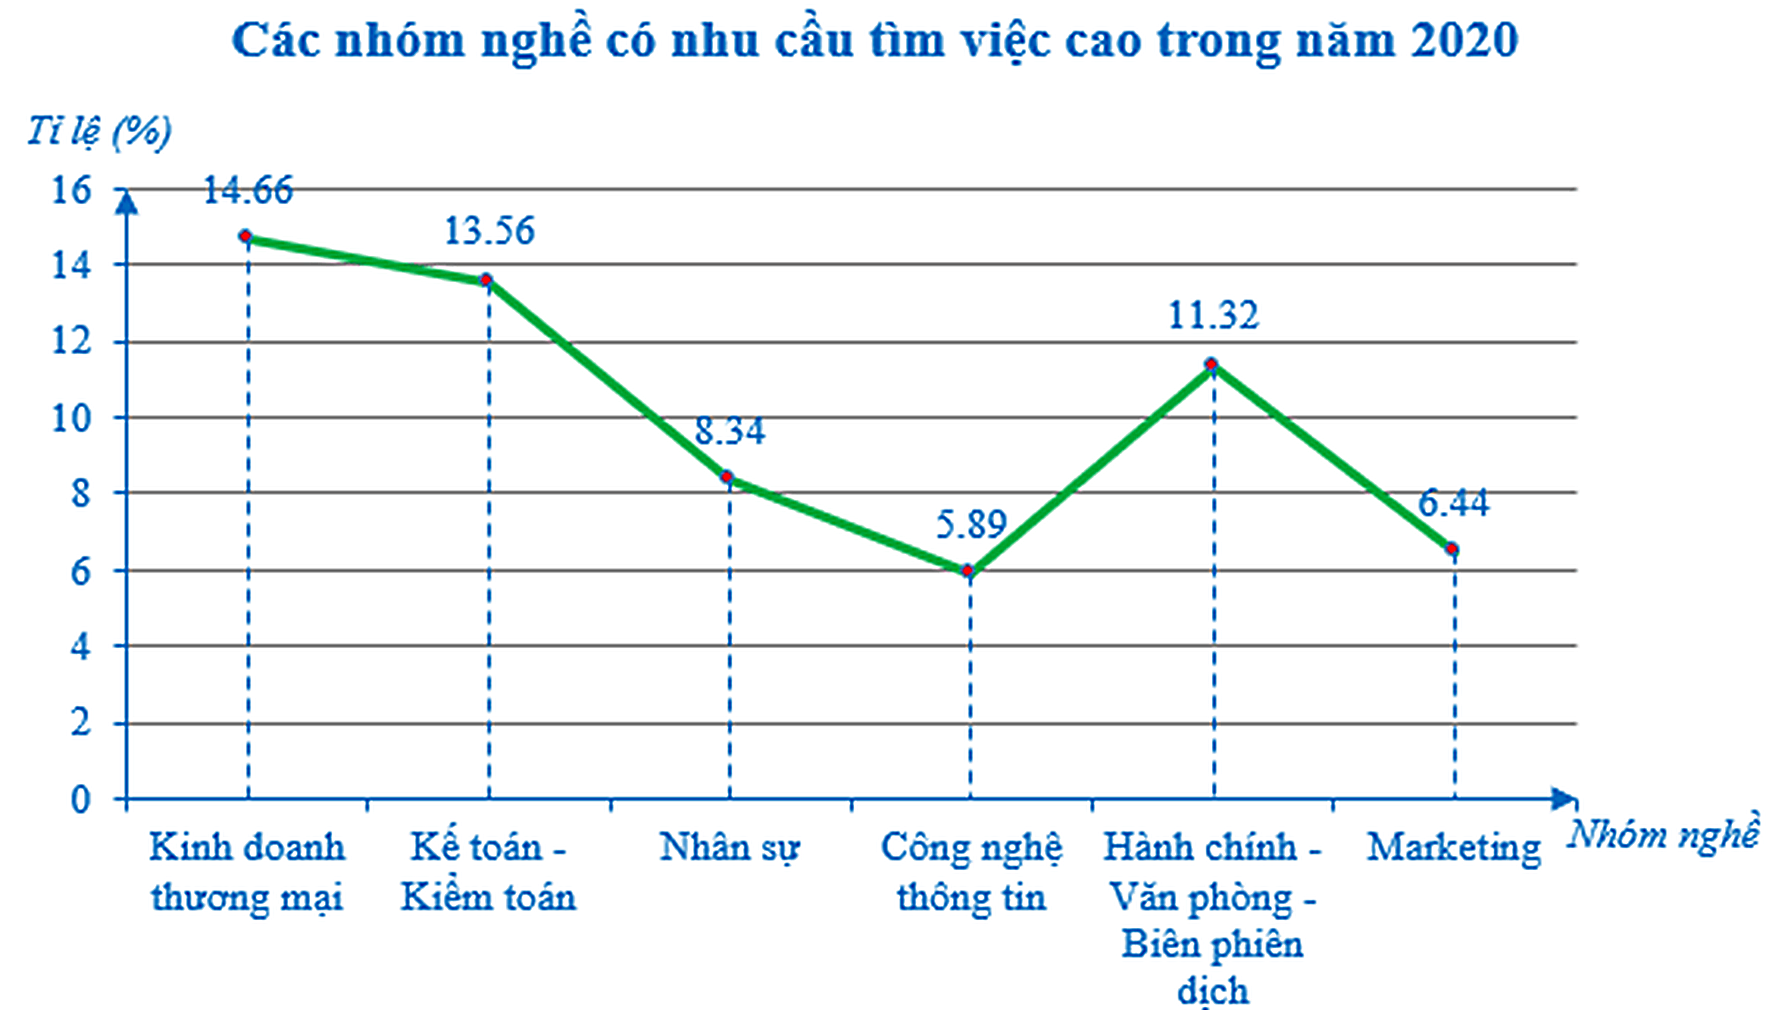 Các nhóm nghề có nhu cầu tìm việc cao trong năm 2020
Tỉ lệ (%)
16
14
12
10
8
6
4
2
0
14.66
13.56
8.34
5.89
11.32
6.44
Kinh doanh
thương mại
Kế toán -
Kiểm toán
Nhân sự
Công nghệ
thông tin
Hành chính -
Văn phòng -
Biên phiên
dịch
Marketing
Nhóm nghề